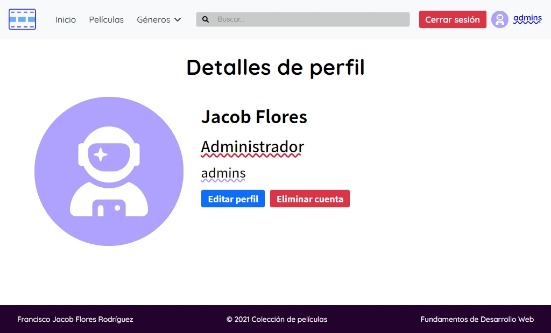 Inicio Películas Géneros Buscar... Cerrar sesión admins
Detalles de perfil
Jacob Flores
Administrador
admins
Editar perfil Eliminar cuenta
Francisco Jacob Flores Rodríguez © 2021 Colección de películas Fundamentos de Desarrollo Web